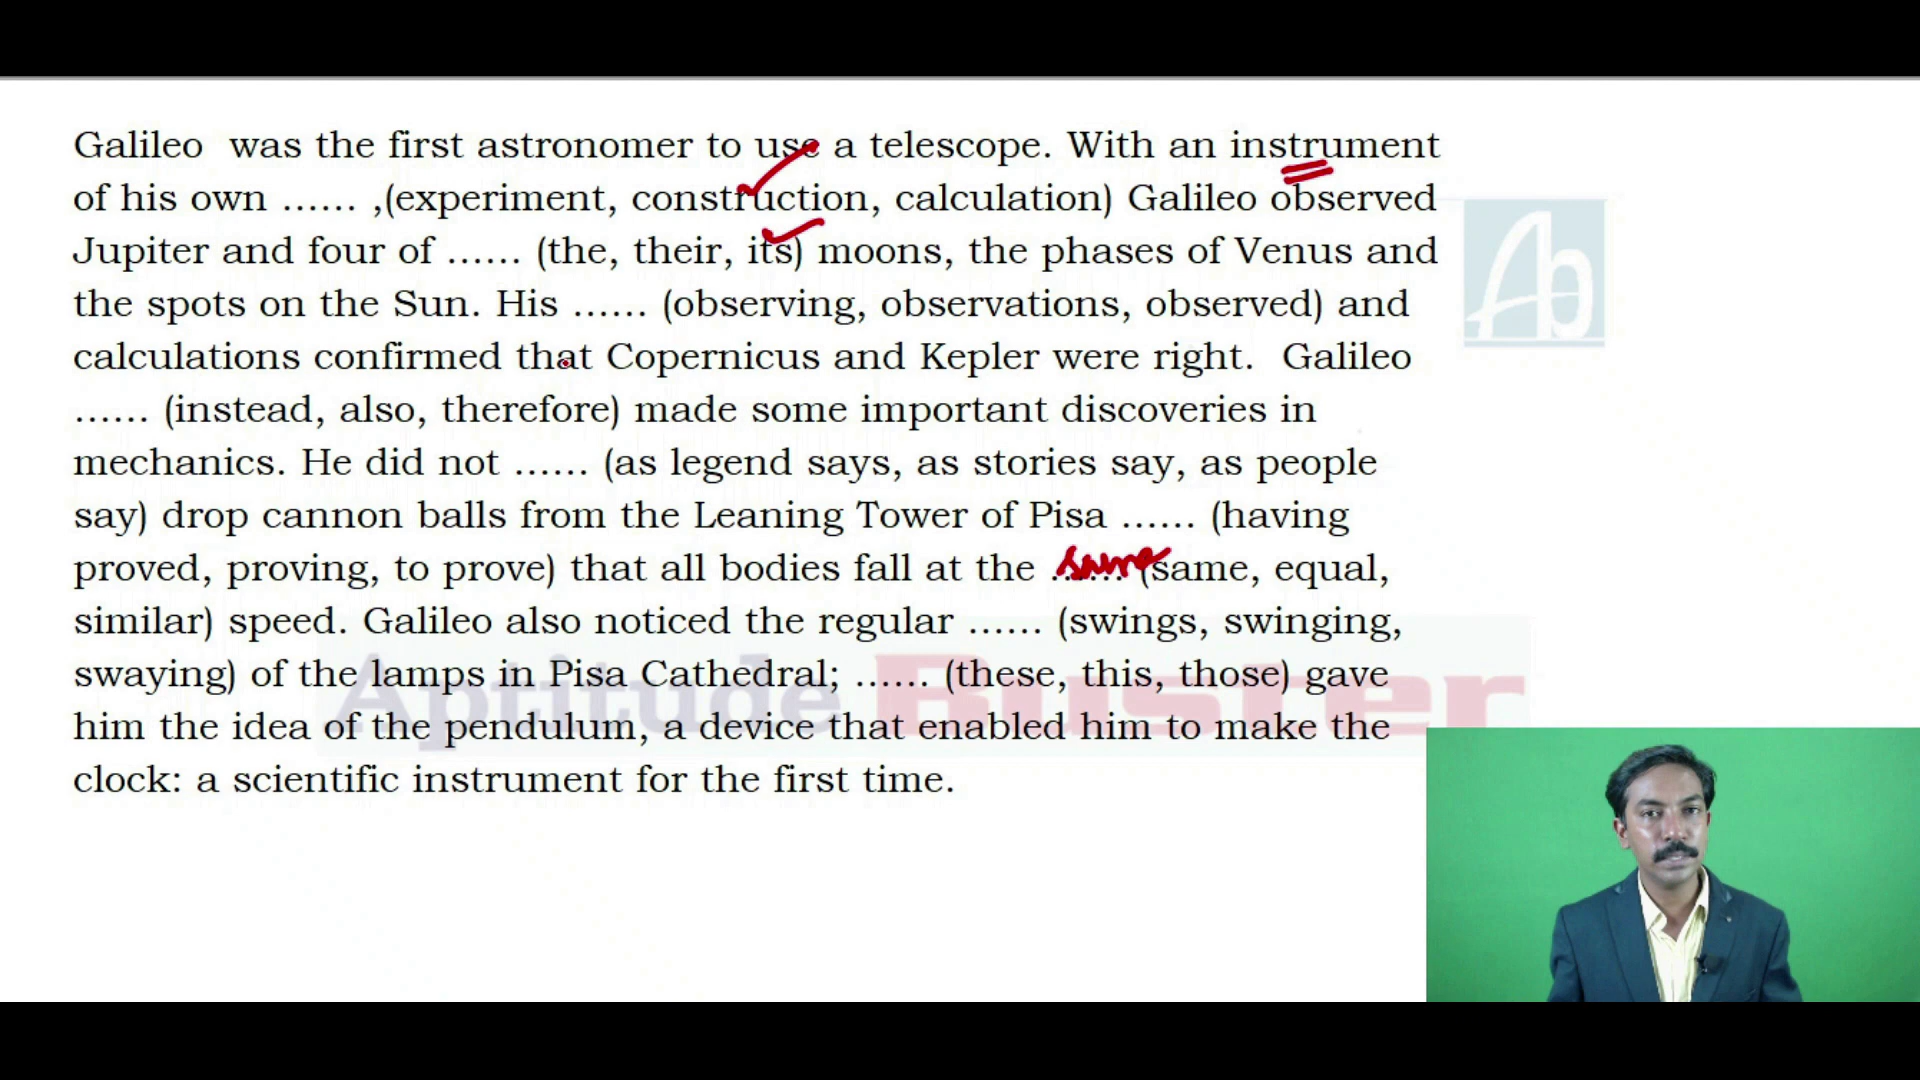 Galileo was the first astronomer to use a telescope. With an instrument
of his own ...... ,(experiment, construction, calculation) Galileo observed
Jupiter and four of ...... (the, their, its) moons, the phases of Venus and
the spots on the Sun. His ...... (observing, observations, observed) and
calculations confirmed that Copernicus and Kepler were right. Galileo
...... (instead, also, therefore) made some important discoveries in
mechanics. He did not ...... (as legend says, as stories say, as people
say) drop cannon balls from the Leaning Tower of Pisa ...... (having
proved, proving, to prove) that all bodies fall at the ...... same (same, equal,
similar) speed. Galileo also noticed the regular ...... (swings, swinging,
swaying) of the lamps in Pisa Cathedral; ...... (these, this, those) gave
him the idea of the pendulum, a device that enabled him to make the
clock: a scientific instrument for the first time.
Ab
Aptitude Buster